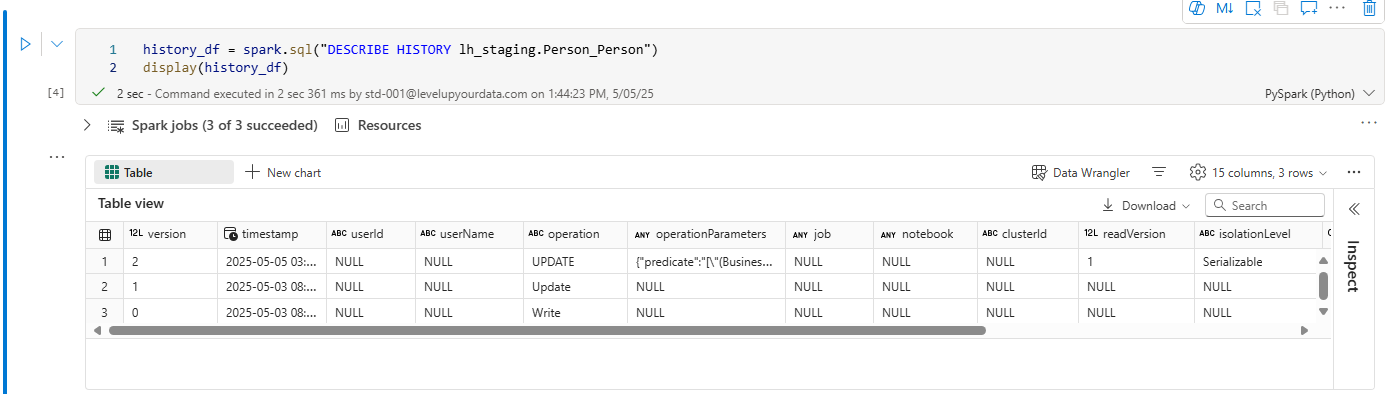 M↓
1 history_df = spark.sql("DESCRIBE HISTORY lh_staging.Person_Person")
2 display(history_df)
[4] 2 sec - Command executed in 2 sec 361 ms by std-001@levelupyourdata.com on 1:44:23 PM, 5/05/25 PySpark (Python)
Spark jobs (3 of 3 succeeded) Resources
Table New chart Data Wrangler 15 columns, 3 rows
Table view Download Search
12L version timestamp ABC userId ABC userName ABC operation ANY operationParameters ANY job ANY notebook ABC clusterId 12L readVersion ABC isolationLevel
1 2 2025-05-05 03:... NULL NULL UPDATE {"predicate":"[\"(Busines... NULL NULL NULL 1 Serializable
2 1 2025-05-03 08:... NULL NULL Update NULL NULL NULL NULL NULL NULL
3 0 2025-05-03 08:... NULL NULL Write NULL NULL NULL NULL NULL NULL
Inspect